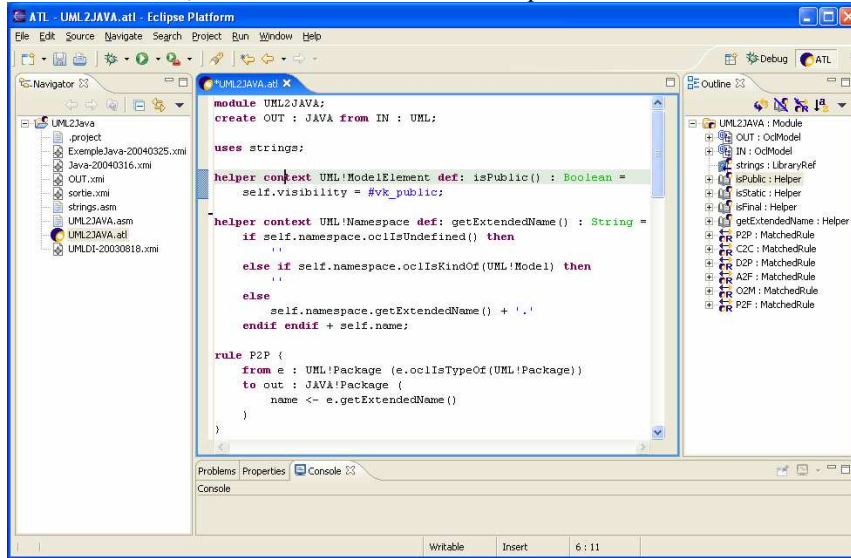 ATL - UML2JAVA.atl - Eclipse Platform
File Edit Source Navigate Search Project Run Window Help
Debug ATL
Navigator
UML2Java
.project
ExempleJava-20040325.xmi
Java-20040316.xmi
OUT.xmi
sortie.xmi
strings.asm
UML2JAVA.asm
UML2JAVA.atl
UMLDI-20030818.xmi
*UML2JAVA.atl
module UML2JAVA;
create OUT : JAVA from IN : UML;
uses strings;
helper context UML!ModelElement def: isPublic() : Boolean =
self.visibility = #vk_public;
helper context UML!Namespace def: getExtendedName() : String =
if self.namespace.oclIsUndefined() then
''
else if self.namespace.oclIsKindOf(UML!Model) then
''
else
self.namespace.getExtendedName() + '.'
endif endif + self.name;
rule P2P {
from e : UML!Package (e.oclIsTypeOf(UML!Package))
to out : JAVA!Package (
name <- e.getExtendedName()
)
}
Outline
UML2JAVA : Module
OUT : OclModel
IN : OclModel
strings : LibraryRef
isPublic : Helper
isStatic : Helper
isFinal : Helper
getExtendedName : Helper
P2P : MatchedRule
C2C : MatchedRule
D2P : MatchedRule
A2F : MatchedRule
O2M : MatchedRule
P2F : MatchedRule
Problems Properties Console
Console
Writable Insert 6 : 11